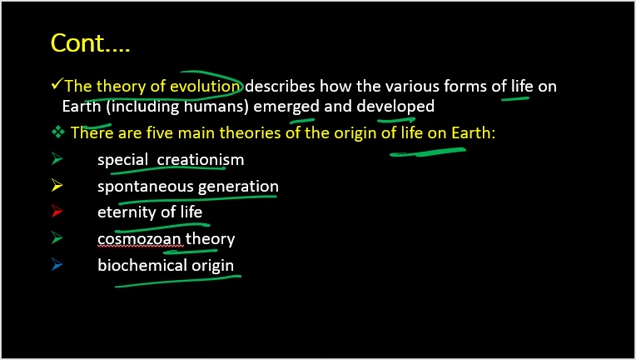 Cont....
✓The theory of evolution describes how the various forms of life on
Earth (including humans) emerged and developed
❖ There are five main theories of the origin of life on Earth:
➢ special creationism
➢ spontaneous generation
➢ eternity of life
➢ cosmozoan theory
➢ biochemical origin